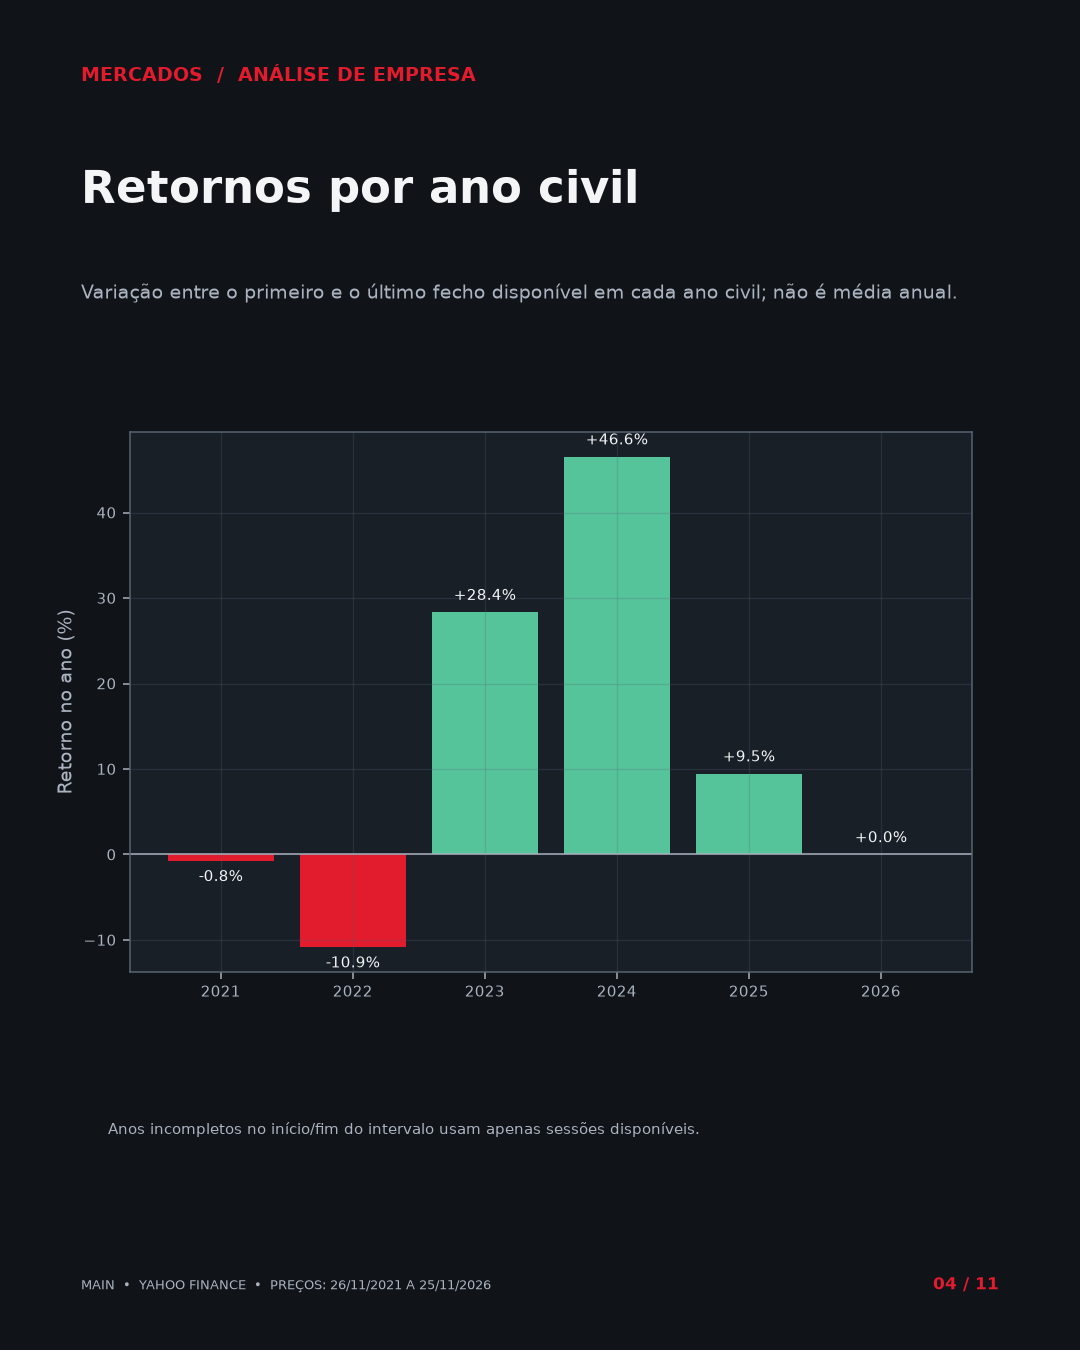 MERCADOS / ANÁLISE DE EMPRESA
Retornos por ano civil
Variação entre o primeiro e o último fecho disponível em cada ano civil; não é média anual.
Retorno no ano (%)
40
30
20
10
0
−10
-0.8%
-10.9%
+28.4%
+46.6%
+9.5%
+0.0%
2021
2022
2023
2024
2025
2026
Anos incompletos no início/fim do intervalo usam apenas sessões disponíveis.
MAIN • YAHOO FINANCE • PREÇOS: 26/11/2021 A 25/11/2026
04 / 11